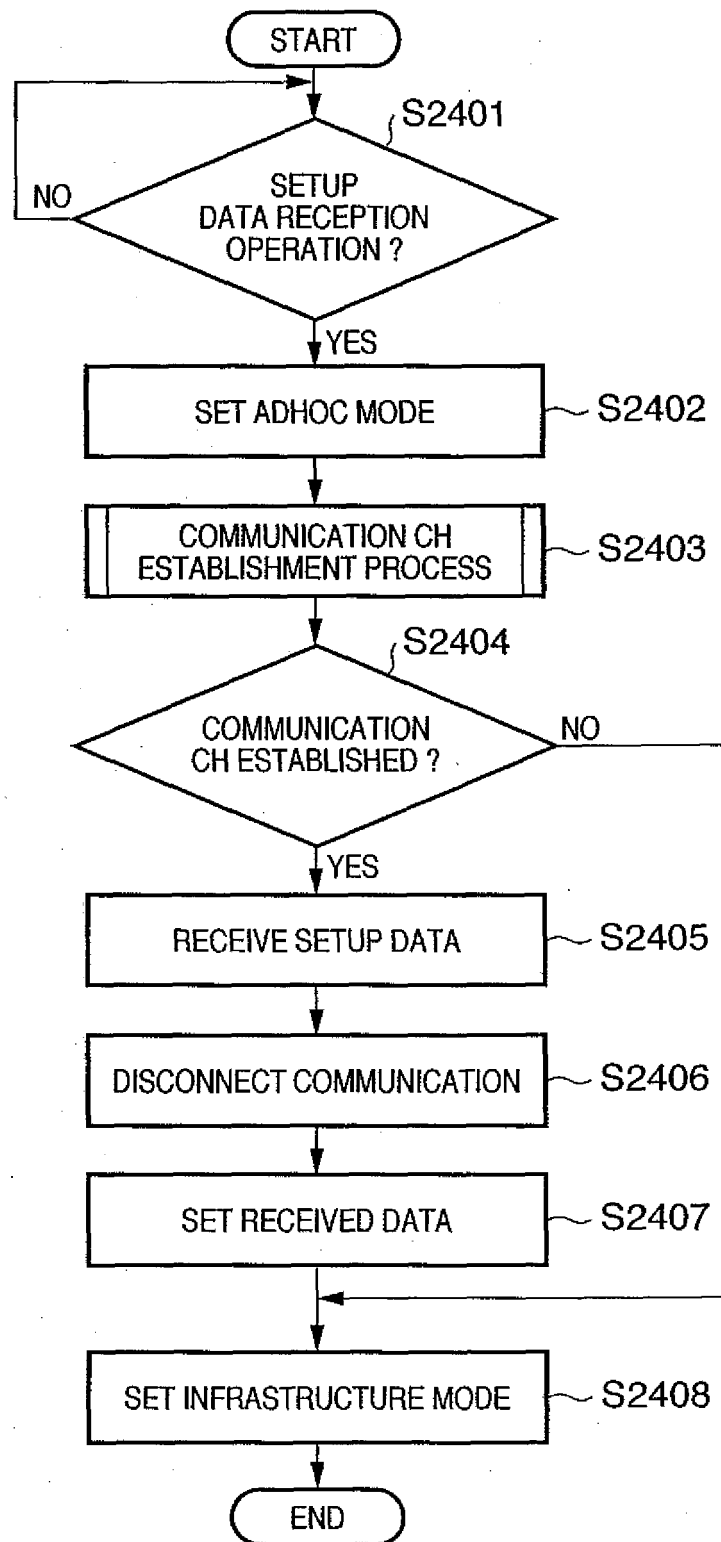 START
S2401
NO
SETUP
DATA RECEPTION
OPERATION ?
YES
SET ADHOC MODE
S2402
COMMUNICATION CH
ESTABLISHMENT PROCESS
S2403
S2404
COMMUNICATION
CH ESTABLISHED ?
NO
YES
RECEIVE SETUP DATA
S2405
DISCONNECT COMMUNICATION
S2406
SET RECEIVED DATA
S2407
SET INFRASTRUCTURE MODE
S2408
END